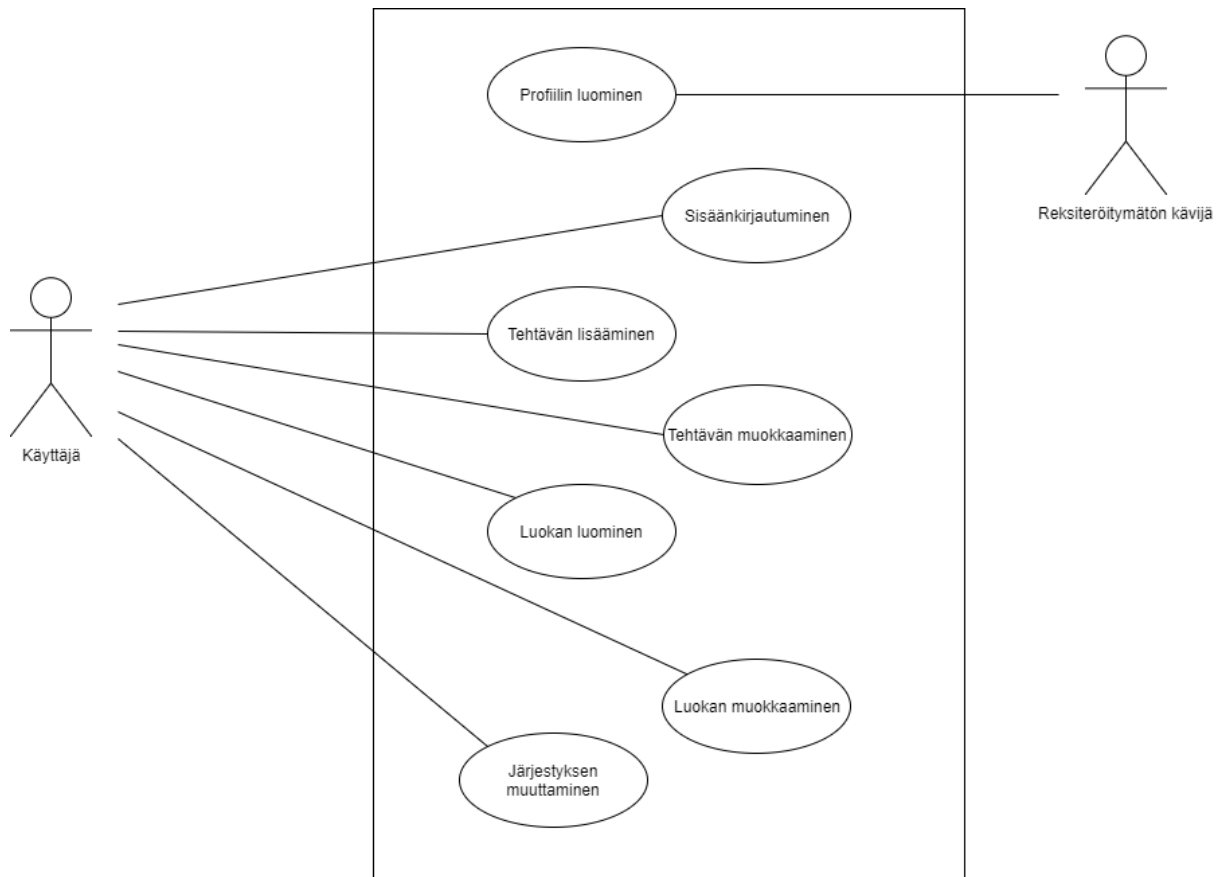 Profiilin luominen
Sisäänkirjautuminen
Reksiteröitymätön kävijä
Tehtävän lisääminen
Tehtävän muokkaaminen
Käyttäjä
Luokan luominen
Luokan muokkaaminen
Järjestyksen
muuttaminen